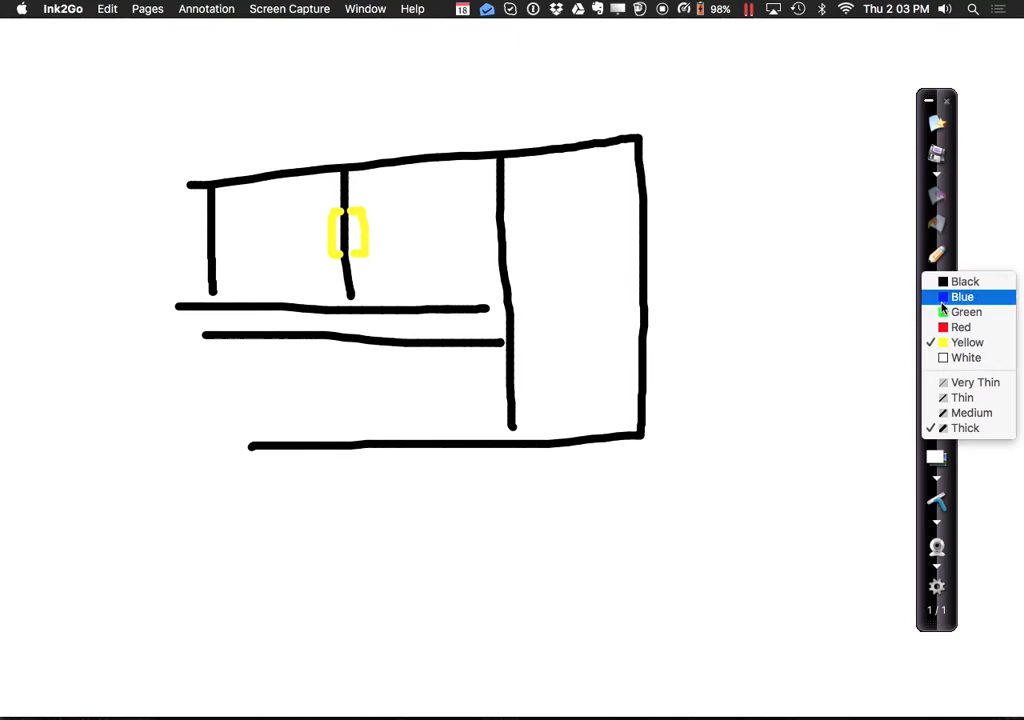 Ink2Go Edit Pages Annotation Screen Capture Window Help 18 98% Thu 2 03 PM
Black
Blue
Green
Red
Yellow
White
Very Thin
Thin
Medium
Thick
1 / 1